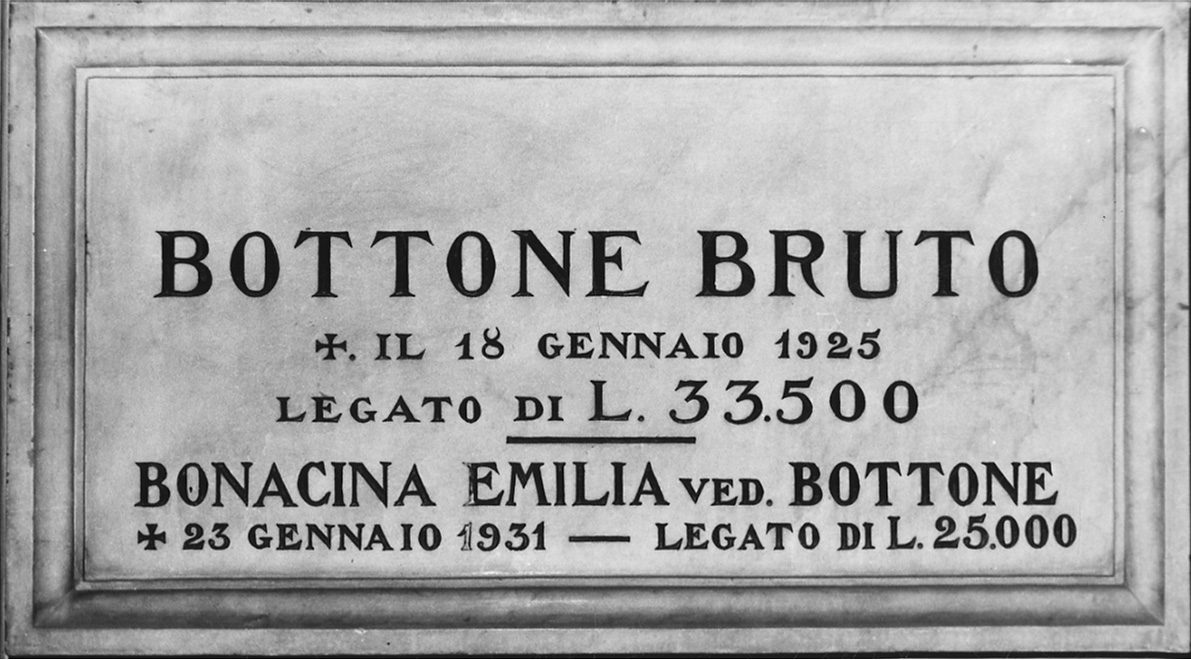 BOTTONE BRUTO
✠. IL 18 GENNAIO 1925
LEGATO DI L. 33.500
BONACINA EMILIA VED. BOTTONE
✠ 23 GENNAIO 1931 — LEGATO DI L. 25.000